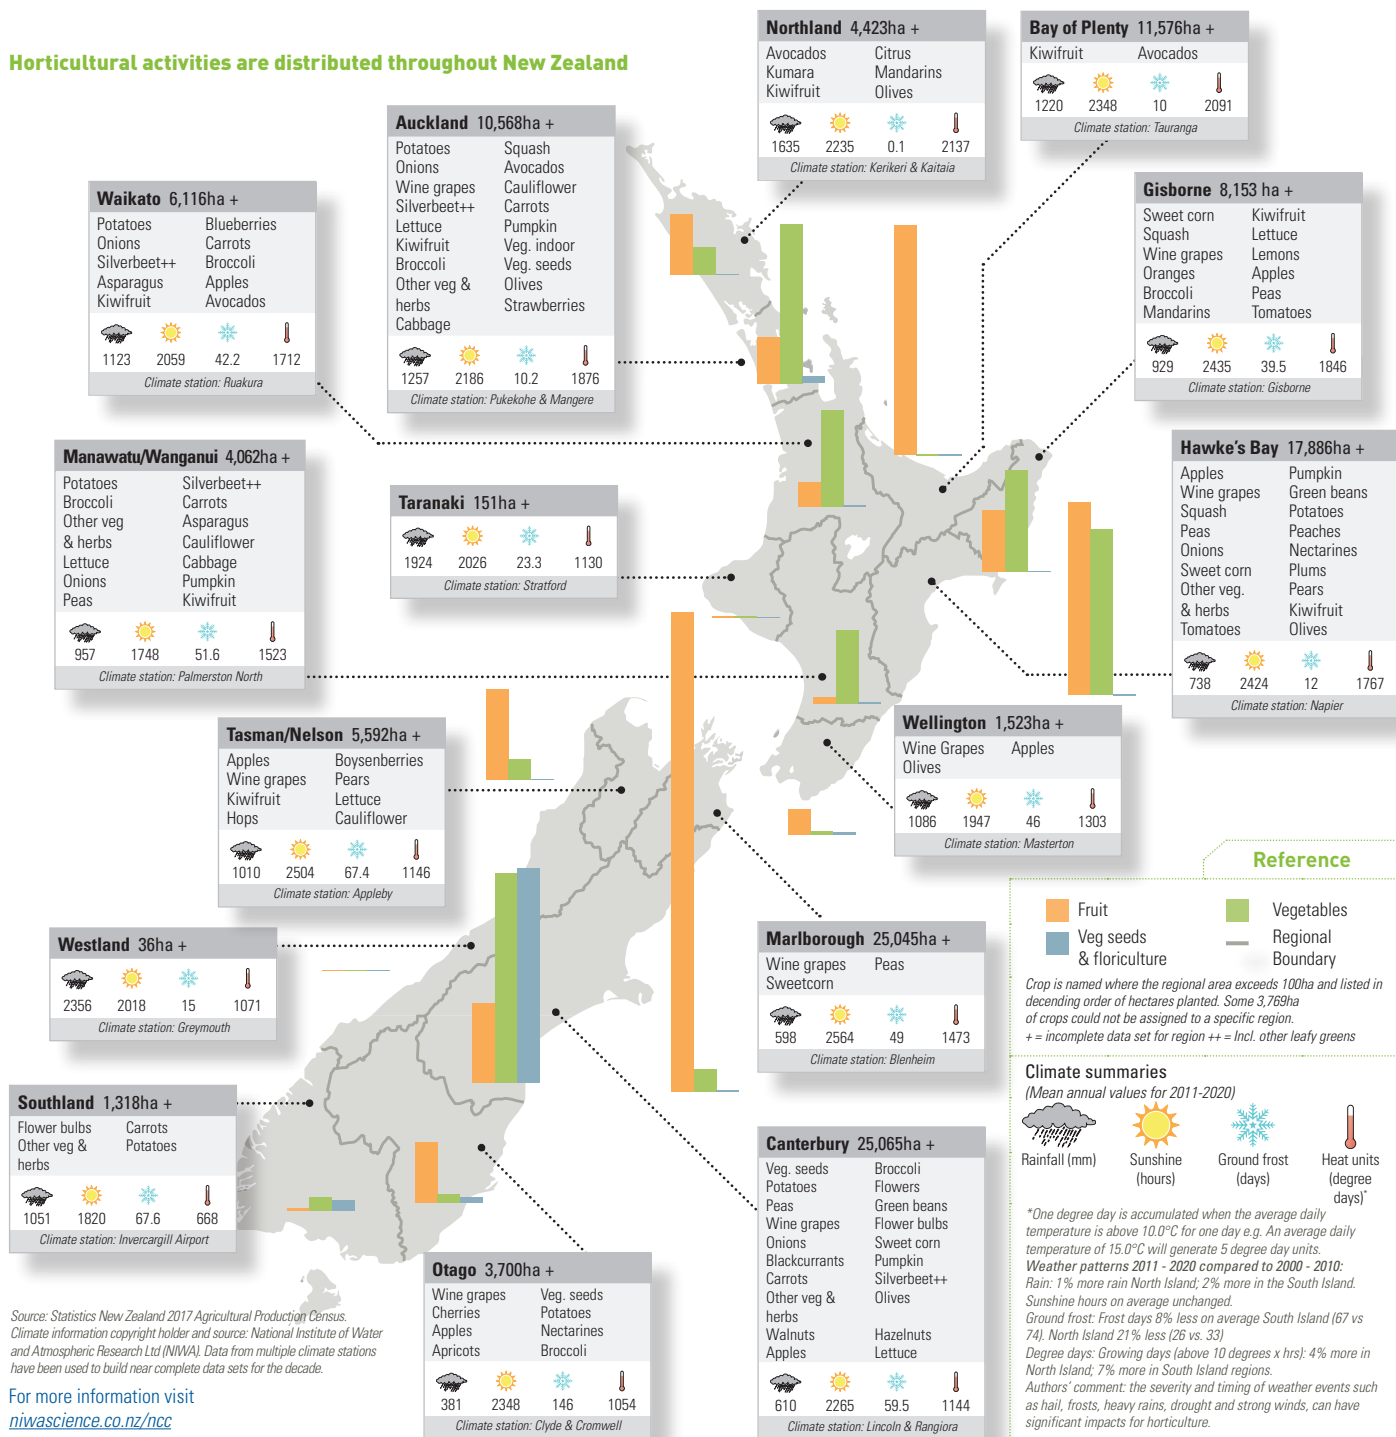 Horticultural activities are distributed throughout New Zealand
Northland 4,423ha +
Avocados
Kumara
Kiwifruit
Citrus
Mandarins
Olives
1635 2235 0.1 2137
Climate station: Kerikeri & Kaitaia
Bay of Plenty 11,576ha +
Kiwifruit Avocados
1220 2348 10 2091
Climate station: Tauranga
Auckland 10,568ha +
Potatoes
Onions
Wine grapes
Silverbeet++
Lettuce
Kiwifruit
Broccoli
Other veg &
herbs
Cabbage
Squash
Avocados
Cauliflower
Carrots
Pumpkin
Veg. indoor
Veg. seeds
Olives
Strawberries
1257 2186 10.2 1876
Climate station: Pukekohe & Mangere
Waikato 6,116ha +
Potatoes
Onions
Silverbeet++
Asparagus
Kiwifruit
Blueberries
Carrots
Broccoli
Apples
Avocados
1123 2059 42.2 1712
Climate station: Ruakura
Gisborne 8,153 ha +
Sweet corn
Squash
Wine grapes
Oranges
Broccoli
Mandarins
Kiwifruit
Lettuce
Lemons
Apples
Peas
Tomatoes
929 2435 39.5 1846
Climate station: Gisborne
Manawatu/Wanganui 4,062ha +
Potatoes
Broccoli
Other veg
& herbs
Lettuce
Onions
Peas
Silverbeet++
Carrots
Asparagus
Cauliflower
Cabbage
Pumpkin
Kiwifruit
957 1748 51.6 1523
Climate station: Palmerston North
Taranaki 151ha +
1924 2026 23.3 1130
Climate station: Stratford
Hawke's Bay 17,886ha +
Apples
Wine grapes
Squash
Peas
Onions
Sweet corn
Other veg.
& herbs
Tomatoes
Pumpkin
Green beans
Potatoes
Peaches
Nectarines
Plums
Pears
Kiwifruit
Olives
738 2424 12 1767
Climate station: Napier
Tasman/Nelson 5,592ha +
Apples
Wine grapes
Kiwifruit
Hops
Boysenberries
Pears
Lettuce
Cauliflower
1010 2504 67.4 1146
Climate station: Appleby
Wellington 1,523ha +
Wine Grapes
Olives
Apples
1086 1947 46 1303
Climate station: Masterton
Westland 36ha +
2356 2018 15 1071
Climate station: Greymouth
Marlborough 25,045ha +
Wine grapes
Sweetcorn
Peas
598 2564 49 1473
Climate station: Blenheim
Southland 1,318ha +
Flower bulbs
Other veg &
herbs
Carrots
Potatoes
1051 1820 67.6 668
Climate station: Invercargill Airport
Otago 3,700ha +
Wine grapes
Cherries
Apples
Apricots
Veg. seeds
Potatoes
Nectarines
Broccoli
381 2348 146 1054
Climate station: Clyde & Cromwell
Canterbury 25,065ha +
Veg. seeds
Potatoes
Peas
Wine grapes
Onions
Blackcurrants
Carrots
Other veg &
herbs
Walnuts
Apples
Broccoli
Flowers
Green beans
Flower bulbs
Sweet corn
Pumpkin
Silverbeet++
Olives
Hazelnuts
Lettuce
610 2265 59.5 1144
Climate station: Lincoln & Rangiora
Reference
Fruit
Vegetables
Veg seeds
& floriculture
Regional
Boundary
Crop is named where the regional area exceeds 100ha and listed in
decending order of hectares planted. Some 3,769ha
of crops could not be assigned to a specific region.
+ = incomplete data set for region ++ = Incl. other leafy greens
Climate summaries
(Mean annual values for 2011-2020)
Rainfall (mm)
Sunshine
(hours)
Ground frost
(days)
Heat units
(degree
days)*
*One degree day is accumulated when the average daily
temperature is above 10.0°C for one day e.g. An average daily
temperature of 15.0°C will generate 5 degree day units.
Weather patterns 2011 - 2020 compared to 2000 - 2010:
Rain: 1% more rain North Island; 2% more in the South Island.
Sunshine hours on average unchanged.
Ground frost: Frost days 8% less on average South Island (67 vs
74). North Island 21% less (26 vs. 33)
Degree days: Growing days (above 10 degrees x hrs): 4% more in
North Island; 7% more in South Island regions.
Authors' comment: the severity and timing of weather events such
as hail, frosts, heavy rains, drought and strong winds, can have
significant impacts for horticulture.
Source: Statistics New Zealand 2017 Agricultural Production Census.
Climate information copyright holder and source: National Institute of Water
and Atmospheric Research Ltd (NIWA). Data from multiple climate stations
have been used to build near complete data sets for the decade.
For more information visit
niwascience.co.nz/ncc